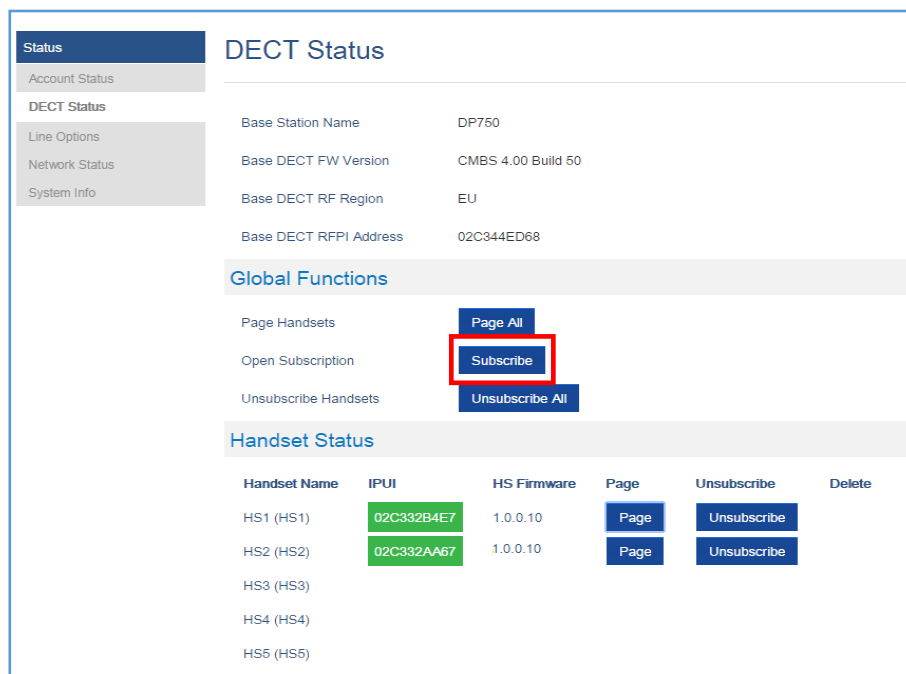 Status
Account Status
DECT Status
Line Options
Network Status
System Info
DECT Status
Base Station Name DP750
Base DECT FW Version CMBS 4.00 Build 50
Base DECT RF Region EU
Base DECT RFPI Address 02C344ED68
Global Functions
Page Handsets Page All
Open Subscription Subscribe
Unsubscribe Handsets Unsubscribe All
Handset Status
Handset Name IPUI HS Firmware Page Unsubscribe Delete
HS1 (HS1) 02C332B4E7 1.0.0.10 Page Unsubscribe
HS2 (HS2) 02C332AA67 1.0.0.10 Page Unsubscribe
HS3 (HS3)
HS4 (HS4)
HS5 (HS5)